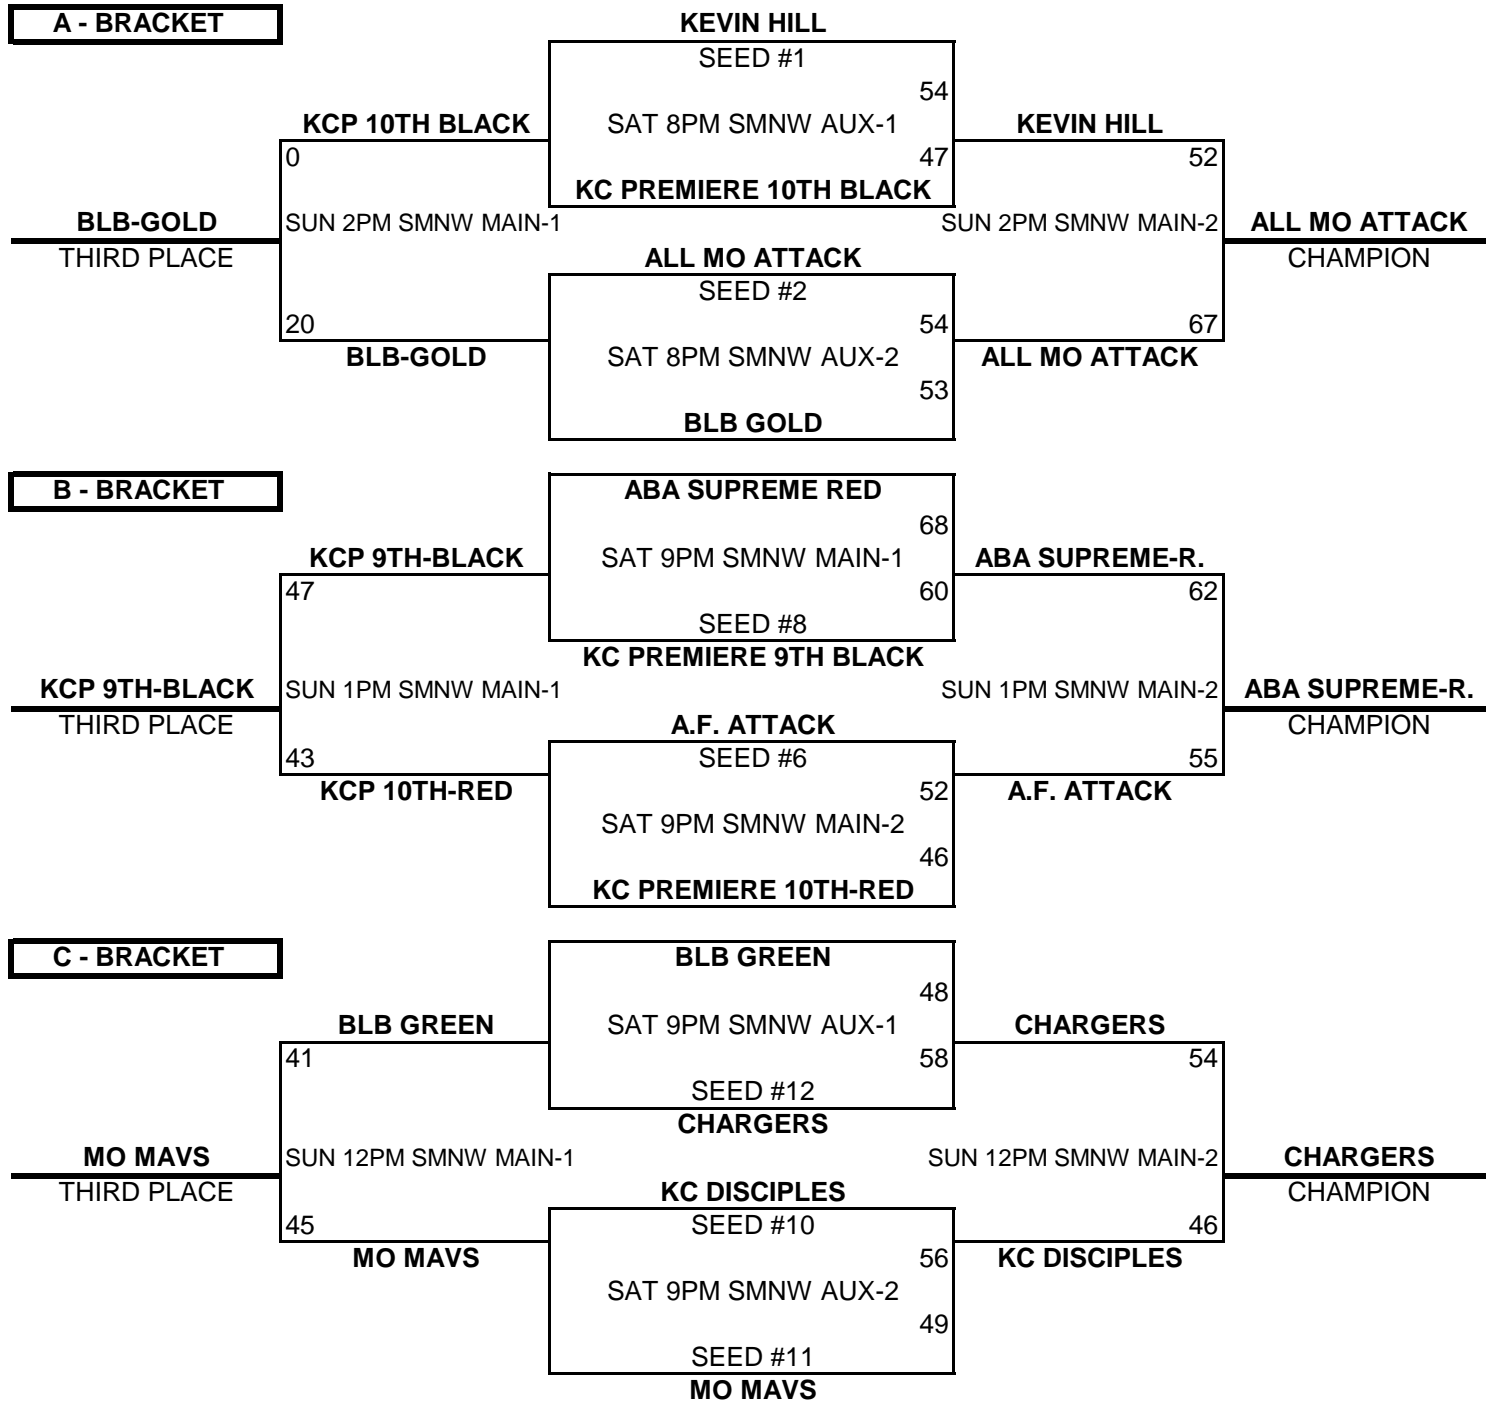 A - BRACKET
KEVIN HILL
SEED #1
54
KCP 10TH BLACK
SAT 8PM SMNW AUX-1
KEVIN HILL
0
47
52
KC PREMIERE 10TH BLACK
BLB-GOLD
SUN 2PM SMNW MAIN-1
SUN 2PM SMNW MAIN-2
ALL MO ATTACK
THIRD PLACE
ALL MO ATTACK
CHAMPION
SEED #2
20
54
67
BLB-GOLD
SAT 8PM SMNW AUX-2
ALL MO ATTACK
53
BLB GOLD
B - BRACKET
ABA SUPREME RED
68
KCP 9TH-BLACK
SAT 9PM SMNW MAIN-1
ABA SUPREME-R.
47
60
62
SEED #8
KC PREMIERE 9TH BLACK
KCP 9TH-BLACK
SUN 1PM SMNW MAIN-1
SUN 1PM SMNW MAIN-2
ABA SUPREME-R.
THIRD PLACE
A.F. ATTACK
CHAMPION
43
SEED #6
55
KCP 10TH-RED
52
A.F. ATTACK
SAT 9PM SMNW MAIN-2
46
KC PREMIERE 10TH-RED
C - BRACKET
BLB GREEN
48
BLB GREEN
SAT 9PM SMNW AUX-1
CHARGERS
41
58
54
SEED #12
CHARGERS
MO MAVS
SUN 12PM SMNW MAIN-1
SUN 12PM SMNW MAIN-2
CHARGERS
THIRD PLACE
KC DISCIPLES
CHAMPION
45
SEED #10
46
MO MAVS
56
KC DISCIPLES
SAT 9PM SMNW AUX-2
49
SEED #11
MO MAVS